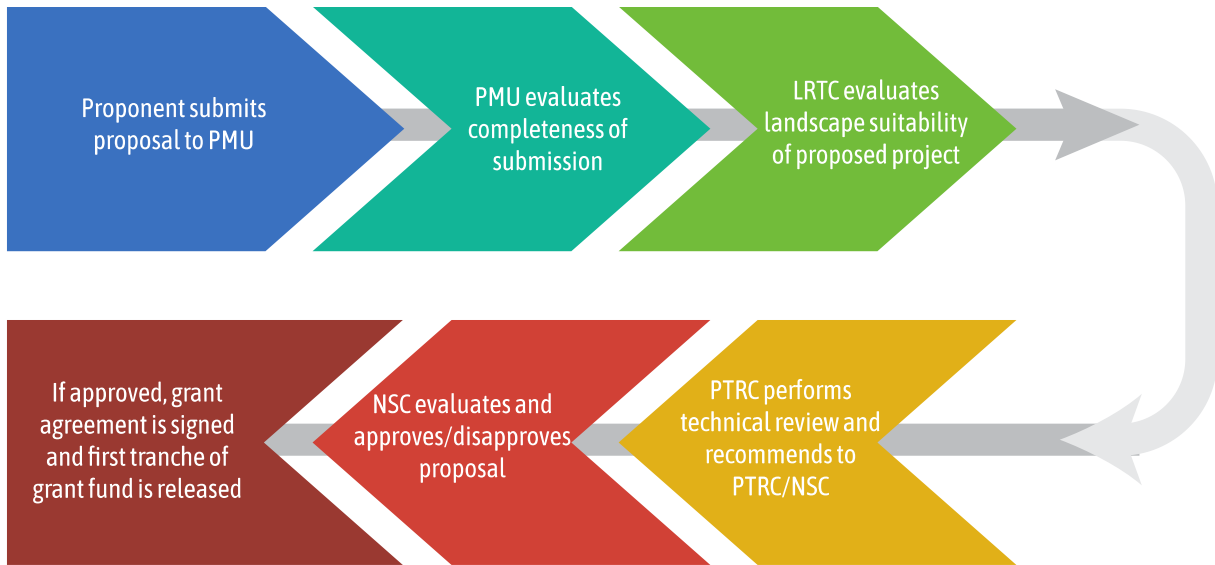 Proponent submits
proposal to PMU
PMU evaluates
completeness of
submission
LRTC evaluates
landscape suitability
of proposed project
PTRC performs
technical review and
recommends to
PTRC/NSC
NSC evaluates and
approves/disapproves
proposal
If approved, grant
agreement is signed
and first tranche of
grant fund is released